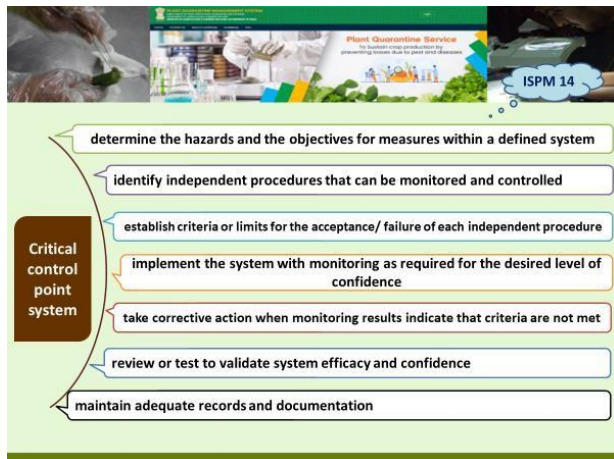 PLANT QUARANTINE MANAGEMENT SYSTEM
Plant Quarantine Service
To Sustain crop production by
preventing losses due to pest and diseases
ISPM 14
determine the hazards and the objectives for measures within a defined system
identify independent procedures that can be monitored and controlled
establish criteria or limits for the acceptance/ failure of each independent procedure
Critical
control
point
system
implement the system with monitoring as required for the desired level of
confidence
take corrective action when monitoring results indicate that criteria are not met
review or test to validate system efficacy and confidence
maintain adequate records and documentation